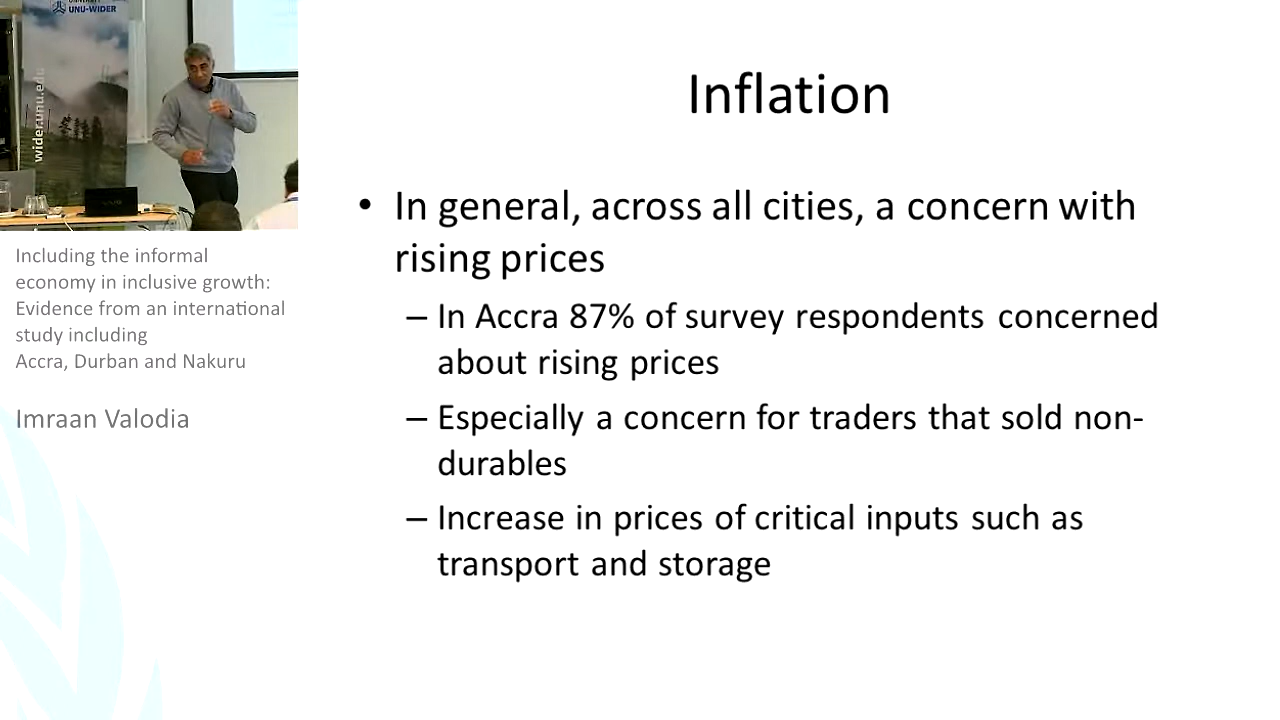 UNU-WIDER
wider.unu.edu
Inflation
• In general, across all cities, a concern with
rising prices
– In Accra 87% of survey respondents concerned
about rising prices
– Especially a concern for traders that sold non-
durables
– Increase in prices of critical inputs such as
transport and storage
Including the informal
economy in inclusive growth:
Evidence from an international
study including
Accra, Durban and Nakuru
Imraan Valodia